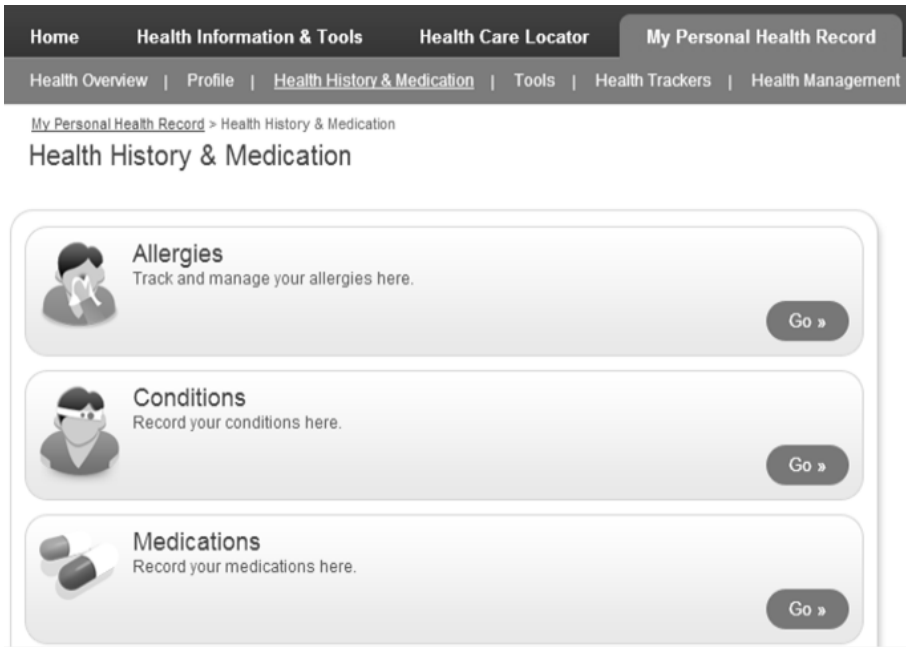 Home Health Information & Tools Health Care Locator My Personal Health Record
Health Overview | Profile | Health History & Medication | Tools | Health Trackers | Health Management
My Personal Health Record > Health History & Medication
Health History & Medication
Allergies
Track and manage your allergies here.
Go »
Conditions
Record your conditions here.
Go »
Medications
Record your medications here.
Go »